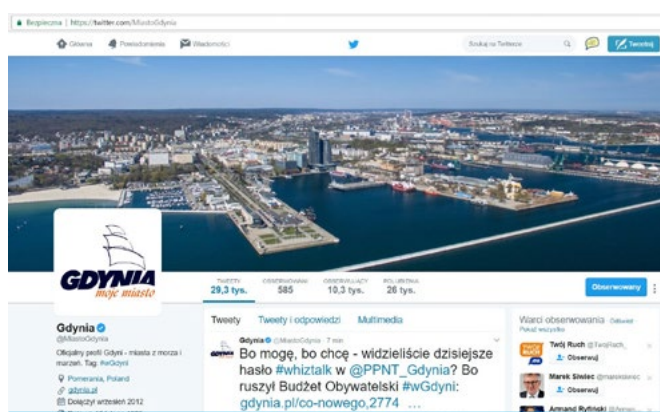 Bezpieczna | https://twitter.com/MiastoGdynia
Główna Powiadomienia Wiadomości Szukaj na Twitterze Tweetnij
GDYNIA
moje miasto
TWEETY OBSERWOWANI OBSERWUJĄCY POLUBIENIA
29,3 tys. 585 10,3 tys. 26 tys.
Obserwowany
Gdynia
@MiastoGdynia
Oficjalny profil Gdyni - miasta z morza i
marzeń. Tag: #wGdyni
Pomerania, Poland
gdynia.pl
Dołączył wrzesień 2012
Tweety Tweety i odpowiedzi Multimedia
Gdynia @MiastoGdynia · 7 min
Bo mogę, bo chcę - widzieliście dzisiejsze
hasło #whiztalk w @PPNT_Gdynia? Bo
ruszył Budżet Obywatelski #wGdyni:
gdynia.pl/co-nowego,2774 ...
Warci obserwowania · Odśwież ·
Pokaż wszystko
Twój Ruch @TwojRuch_
Obserwuj
Marek Siwiec @mareksiwiec
Obserwuj
Armand Ryfiński